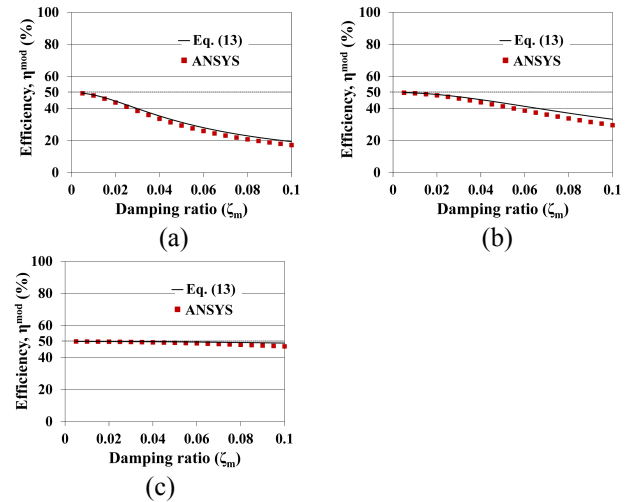 100
80
60
50
40
20
0
Efficiency, η^mod (%)
Eq. (13)
ANSYS
0 0.02 0.04 0.06 0.08 0.1
Damping ratio (ζm)
(a)
100
80
60
50
40
20
0
Efficiency, η^mod (%)
Eq. (13)
ANSYS
0 0.02 0.04 0.06 0.08 0.1
Damping ratio (ζm)
(b)
100
80
60
50
40
20
0
Efficiency, η^mod (%)
Eq. (13)
ANSYS
0 0.02 0.04 0.06 0.08 0.1
Damping ratio (ζm)
(c)